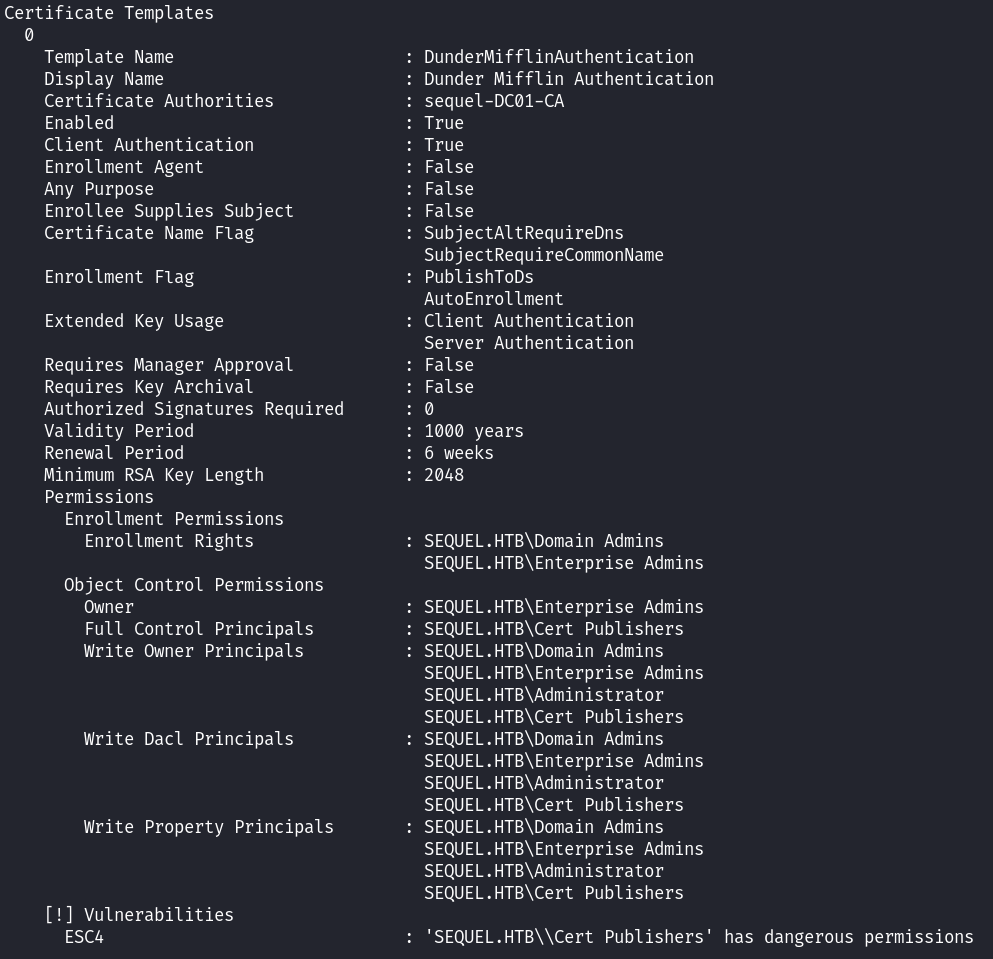 Certificate Templates
  0
    Template Name                       : DunderMifflinAuthentication
    Display Name                        : Dunder Mifflin Authentication
    Certificate Authorities             : sequel-DC01-CA
    Enabled                             : True
    Client Authentication               : True
    Enrollment Agent                    : False
    Any Purpose                         : False
    Enrollee Supplies Subject           : False
    Certificate Name Flag               : SubjectAltRequireDns
                                          SubjectRequireCommonName
    Enrollment Flag                     : PublishToDs
                                          AutoEnrollment
    Extended Key Usage                  : Client Authentication
                                          Server Authentication
    Requires Manager Approval           : False
    Requires Key Archival               : False
    Authorized Signatures Required      : 0
    Validity Period                     : 1000 years
    Renewal Period                      : 6 weeks
    Minimum RSA Key Length              : 2048
    Permissions
      Enrollment Permissions
        Enrollment Rights               : SEQUEL.HTB\Domain Admins
                                          SEQUEL.HTB\Enterprise Admins
      Object Control Permissions
        Owner                           : SEQUEL.HTB\Enterprise Admins
        Full Control Principals         : SEQUEL.HTB\Cert Publishers
        Write Owner Principals          : SEQUEL.HTB\Domain Admins
                                          SEQUEL.HTB\Enterprise Admins
                                          SEQUEL.HTB\Administrator
                                          SEQUEL.HTB\Cert Publishers
        Write Dacl Principals           : SEQUEL.HTB\Domain Admins
                                          SEQUEL.HTB\Enterprise Admins
                                          SEQUEL.HTB\Administrator
                                          SEQUEL.HTB\Cert Publishers
        Write Property Principals       : SEQUEL.HTB\Domain Admins
                                          SEQUEL.HTB\Enterprise Admins
                                          SEQUEL.HTB\Administrator
                                          SEQUEL.HTB\Cert Publishers
    [!] Vulnerabilities
      ESC4                              : 'SEQUEL.HTB\\Cert Publishers' has dangerous permissions